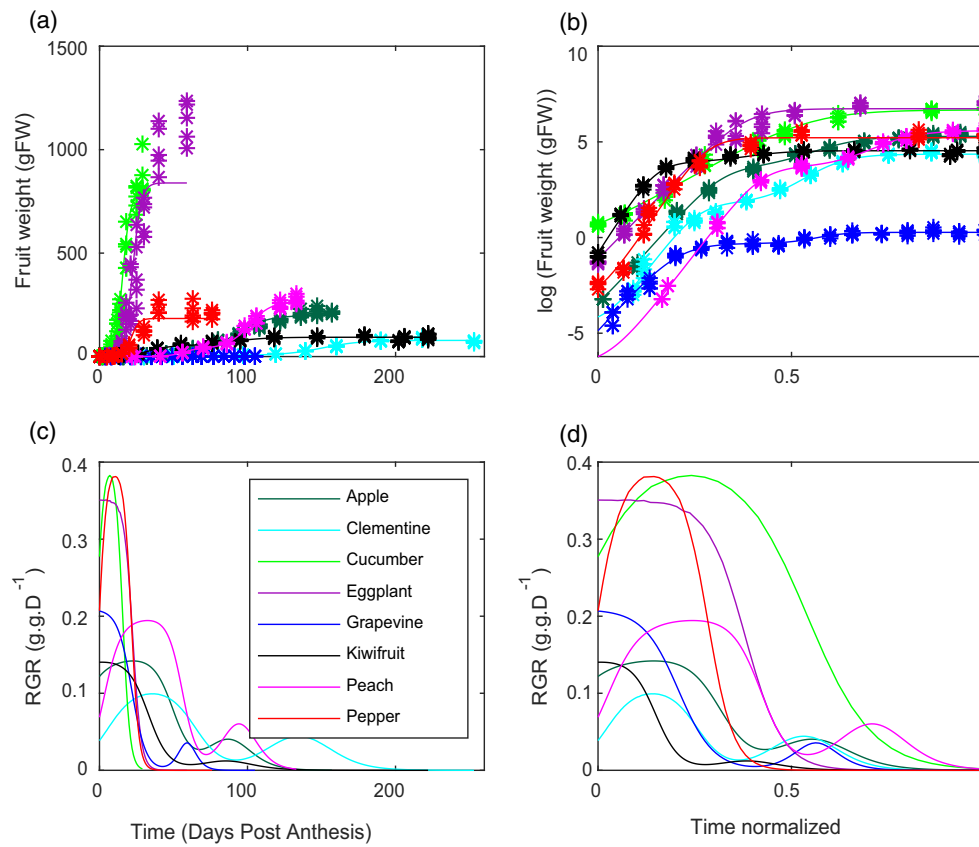 (a)
Fruit weight (gFW)
1500
1000
500
0
0
100
200
(b)
log (Fruit weight (gFW))
10
5
0
-5
0
0.5
(c)
RGR (g.g.D -1)
0.4
0.3
0.2
0.1
0
0
100
200
Time (Days Post Anthesis)
Apple
Clementine
Cucumber
Eggplant
Grapevine
Kiwifruit
Peach
Pepper
(d)
RGR (g.g.D -1)
0.4
0.3
0.2
0.1
0
0
0.5
Time normalized